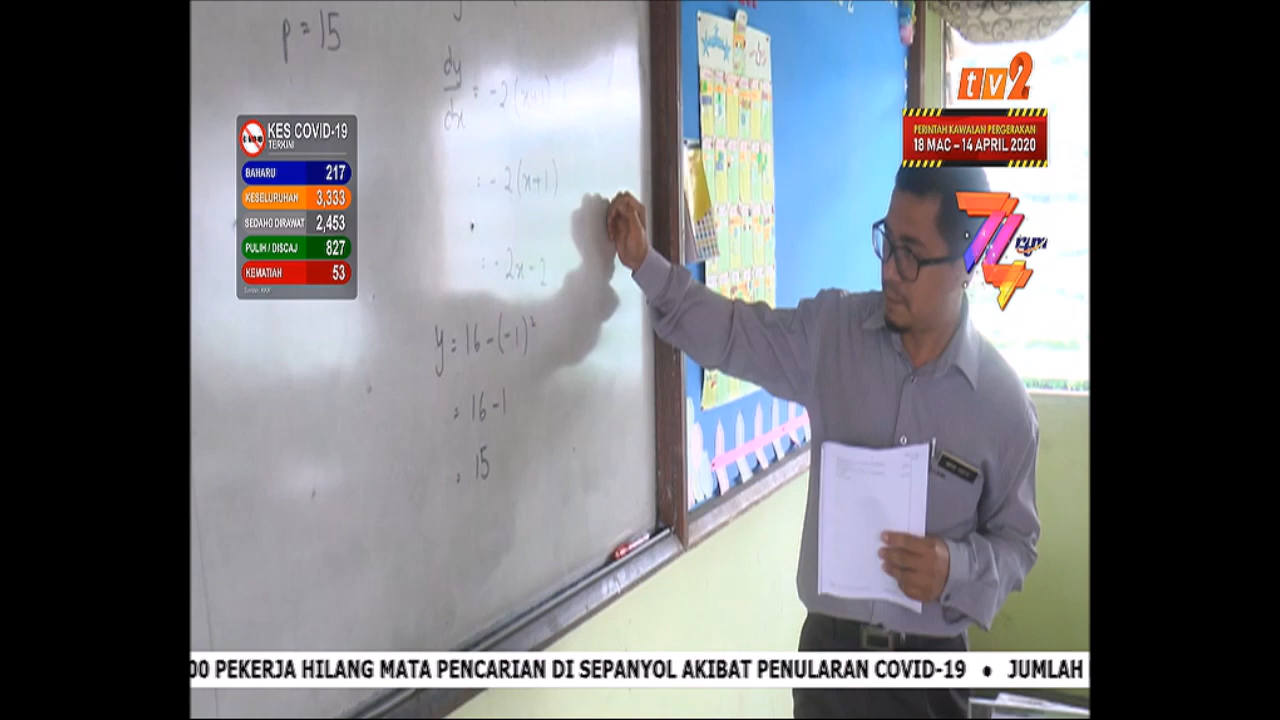 p = 15
dy
dx
= -2(x+1)
= -2(x+1)
= -2x-2
y = 16-(-1)²
= 16-1
= 15
KES COVID-19
TERKINI
BAHARU 217
KESELURUHAN 3,333
SEDANG DIRAWAT 2,453
PULIH / DISCAJ 827
KEMATIAN 53
tv2
PERINTAH KAWALAN PERGERAKAN
18 MAC – 14 APRIL 2020
74
00 PEKERJA HILANG MATA PENCARIAN DI SEPANYOL AKIBAT PENULARAN COVID-19 • JUMLAH